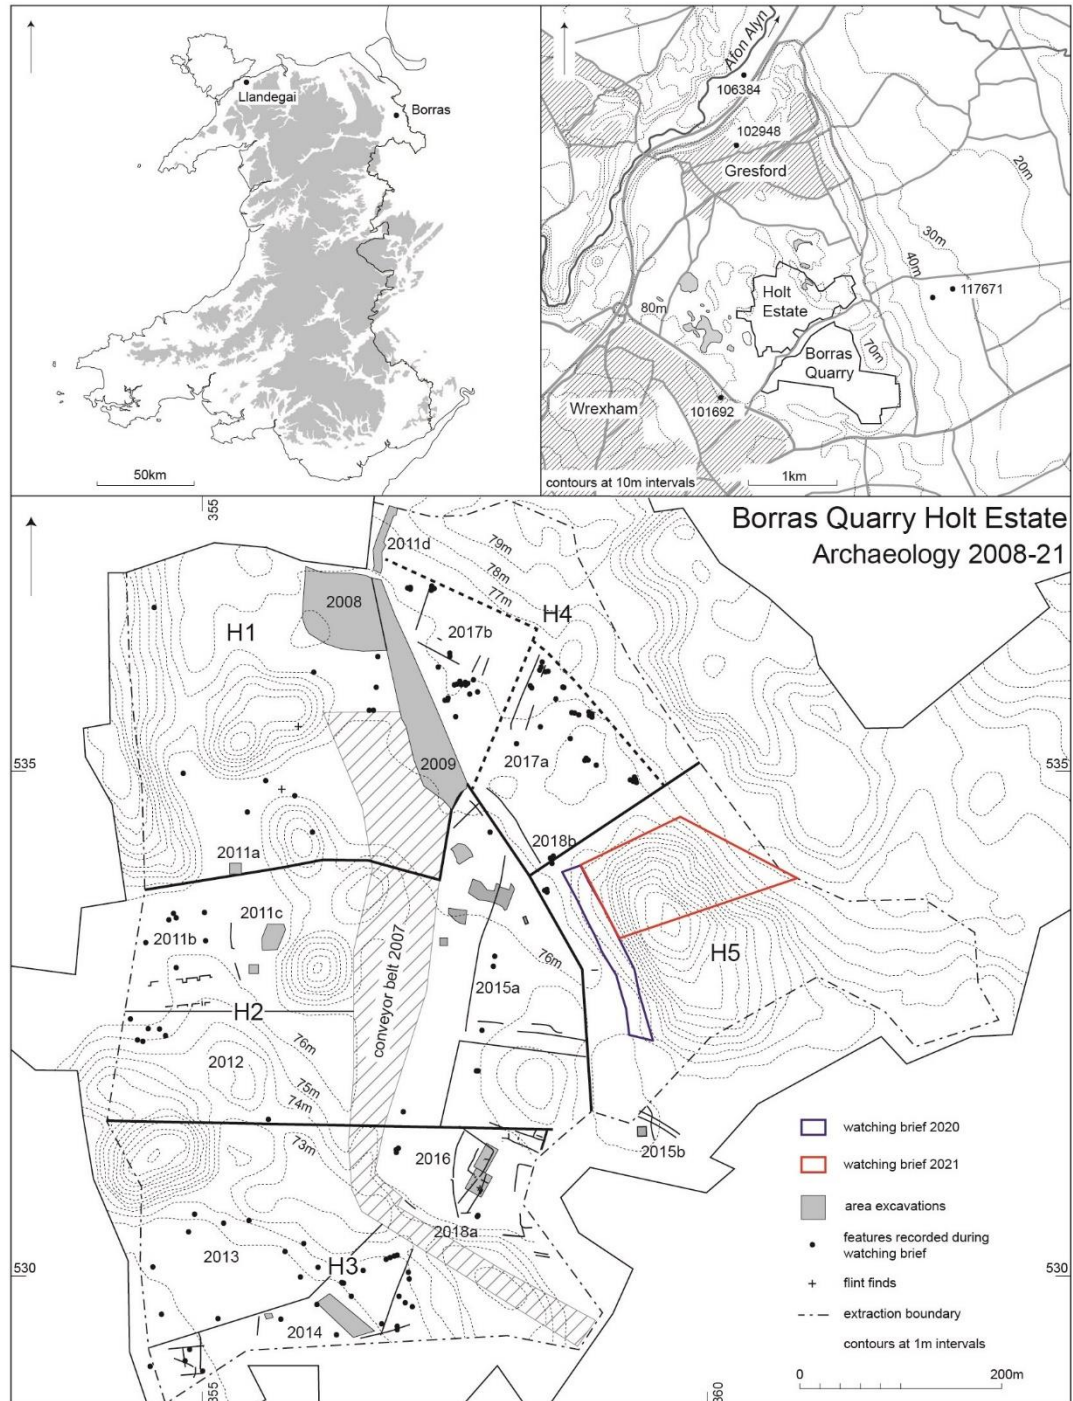 Llandegai
Borras
50km
Afon Alyn
106384
102948
Gresford
20m
30m
40m
117671
Holt
Estate
80m
70m
Borras
Quarry
Wrexham
101692
contours at 10m intervals
1km
Borras Quarry Holt Estate
Archaeology 2008-21
355
2011d
79m
78m
77m
2008
H4
H1
2017b
535
535
2009
2017a
2018b
2011a
2011c
2011b
76m
H5
2015a
conveyor belt 2007
H2
76m
2012
75m
74m
73m
2016
2015b
2018a
2013
H3
530
530
2014
355
360
watching brief 2020
watching brief 2021
area excavations
features recorded during
watching brief
flint finds
extraction boundary
contours at 1m intervals
0
200m